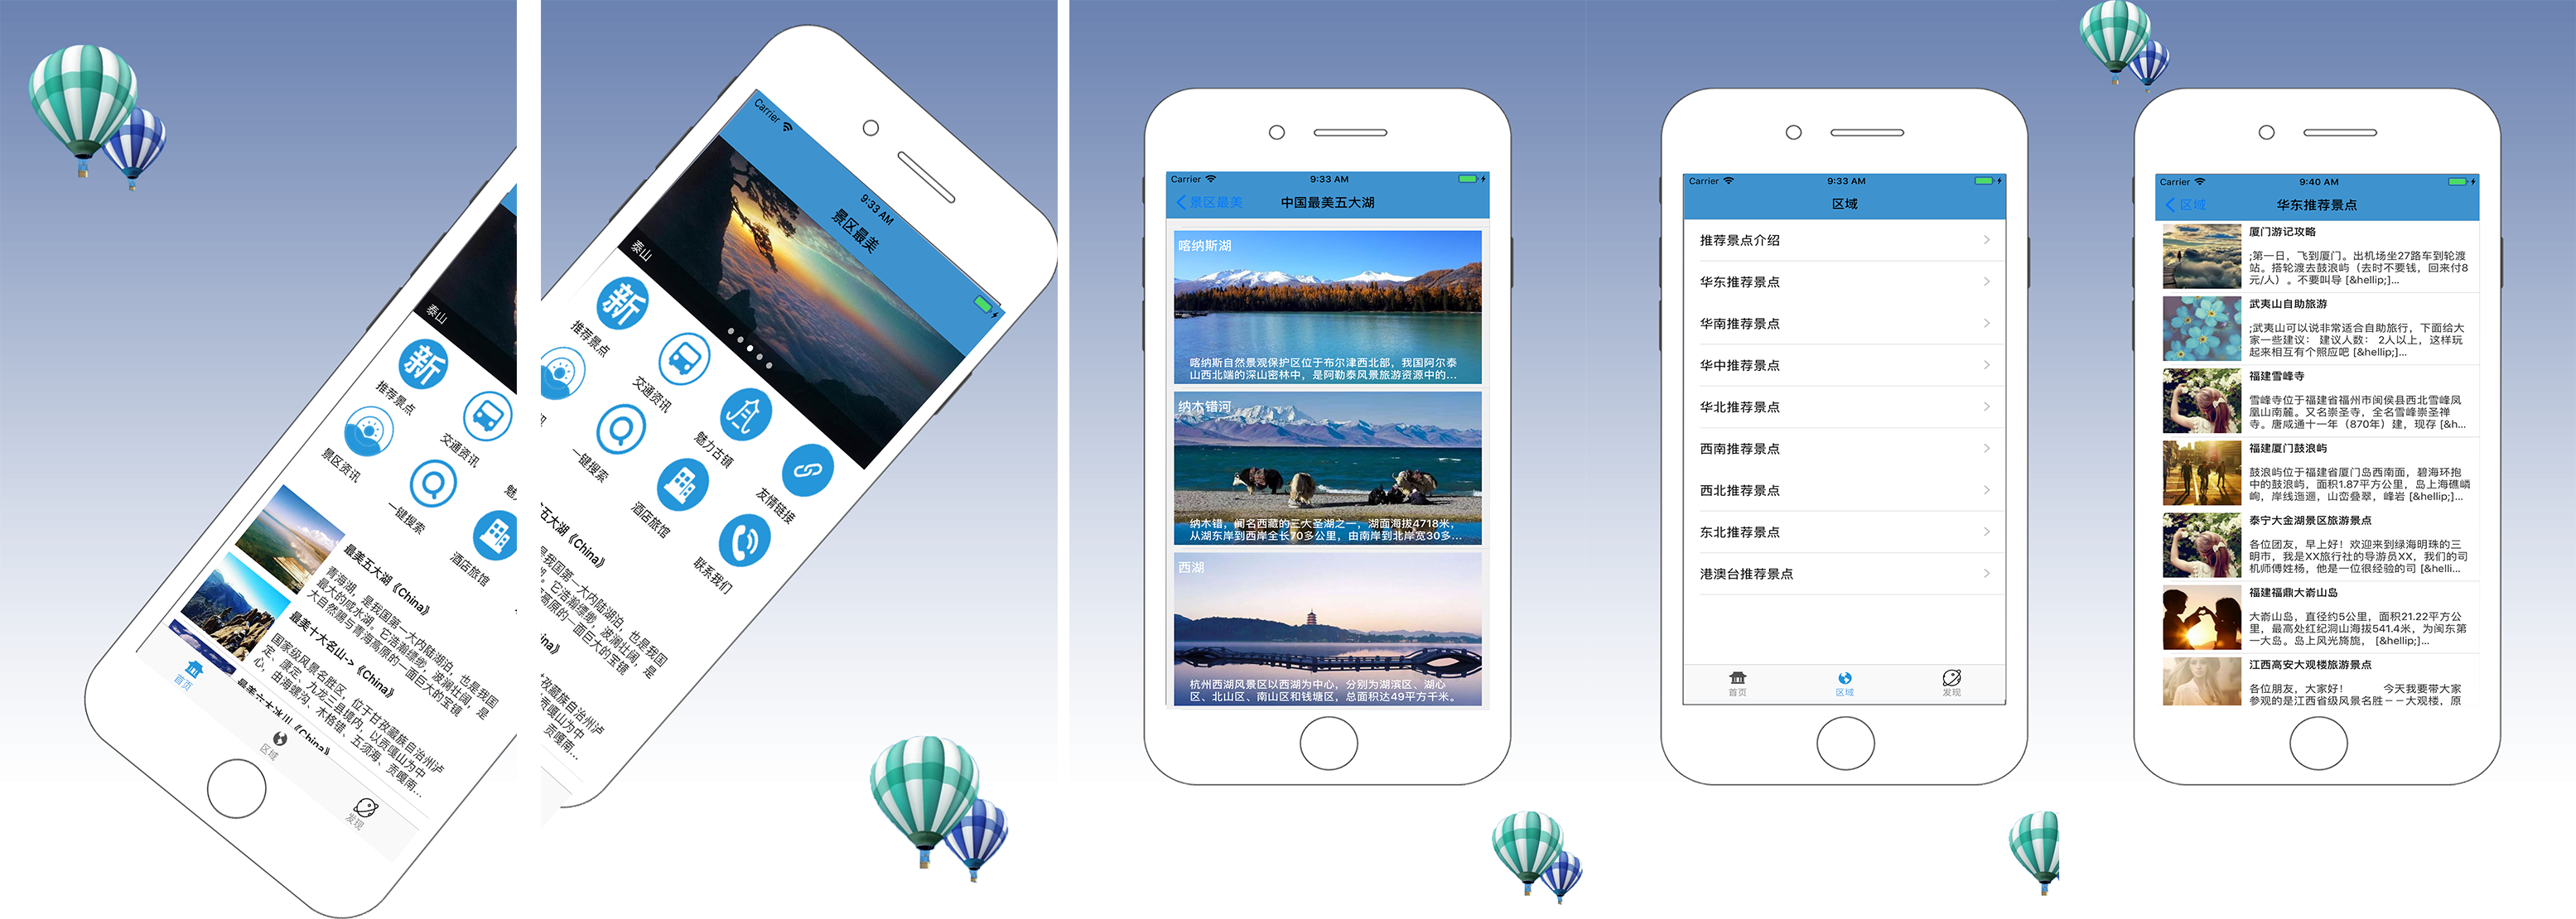 泰山
新
推荐景点
交通资讯
景区资讯
一键搜索
酒店旅馆
最美五大湖《China》
青海湖，是我国第一大内陆湖泊，也是我国
最大的咸水湖。它浩瀚缥缈，波澜壮阔，是
大自然赐与青海高原的一面巨大的宝镜
最美十大名山->《China》
国家级风景名胜区，位于甘孜藏族自治州泸
定、康定、九龙三县境内，以贡嘎山为中
心，由海螺沟、木格错、五须海、贡嘎南...
最美六大冰川《China》
首页
区域
发现
Carrier
9:33 AM
景区最美
泰山
新
推荐景点
交通资讯
魅力古镇
友情链接
讯
一键搜索
酒店旅馆
联系我们
五大湖《China》
是我国第一大内陆湖泊，也是我国
湖。它浩瀚缥缈，波澜壮阔，是
高原的一面巨大的宝镜
《China》
甘孜藏族自治州泸
以贡嘎山为中
贡嘎南...
Carrier
9:33 AM
景区最美
中国最美五大湖
喀纳斯湖
喀纳斯自然景观保护区位于布尔津西北部，我国阿尔泰
山西北端的深山密林中，是阿勒泰风景旅游资源中的...
纳木错河
纳木错，闻名西藏的三大圣湖之一，湖面海拔4718米，
从湖东岸到西岸全长70多公里，由南岸到北岸宽30多...
西湖
杭州西湖风景区以西湖为中心，分别为湖滨区、湖心
区、北山区、南山区和钱塘区，总面积达49平方千米。
Carrier
9:33 AM
区域
推荐景点介绍
华东推荐景点
华南推荐景点
华中推荐景点
华北推荐景点
西南推荐景点
西北推荐景点
东北推荐景点
港澳台推荐景点
首页
区域
发现
Carrier
9:40 AM
区域
华东推荐景点
厦门游记攻略
;第一日，飞到厦门。出机场坐27路车到轮渡
站。搭轮渡去鼓浪屿（去时不要钱，回来付8
元/人）。不要叫导 [&hellip;]...
武夷山自助旅游
;武夷山可以说非常适合自助旅行，下面给大
家一些建议： 建议人数： 2人以上，这样玩
起来相互有个照应吧 [&hellip;]...
福建雪峰寺
雪峰寺位于福建省福州市闽侯县西北雪峰凤
凰山南麓。又名崇圣寺，全名雪峰崇圣禅
寺。唐咸通十一年（870年）建，现存 [&h...
福建厦门鼓浪屿
鼓浪屿位于福建省厦门岛西南面，碧海环抱
中的鼓浪屿，面积1.87平方公里，岛上海礁嶙
峋，岸线迤逦，山峦叠翠，峰岩 [&hellip;]...
泰宁大金湖景区旅游景点
各位团友，早上好！欢迎来到绿海明珠的三
明市，我是XX旅行社的导游员XX，我们的司
机师傅姓杨，他是一位很经验的司 [&helli...
福建福鼎大嵛山岛
大嵛山岛，直径约5公里，面积21.22平方公
里，最高处红纪洞山海拔541.4米，为闽东第
一大岛。岛上风光旖旎， [&hellip;]...
江西高安大观楼旅游景点
各位朋友，大家好！ 今天我要带大家
参观的是江西省级风景名胜——大观楼，原